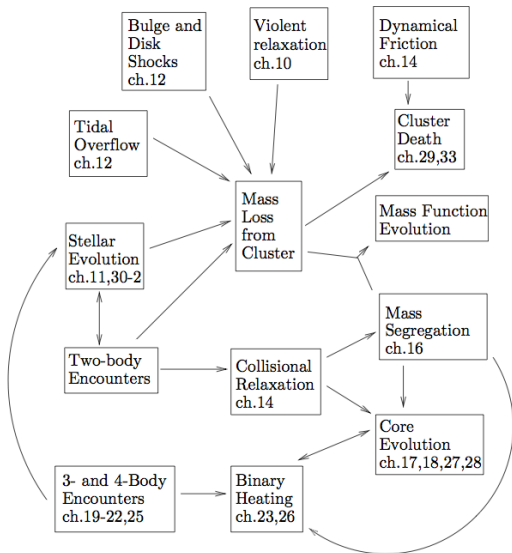 Bulge and
Disk
Shocks
ch.12
Violent
relaxation
ch.10
Dynamical
Friction
ch.14
Tidal
Overflow
ch.12
Cluster
Death
ch.29,33
Mass
Loss
from
Cluster
Mass Function
Evolution
Stellar
Evolution
ch.11,30-2
Mass
Segregation
ch.16
Two-body
Encounters
Collisional
Relaxation
ch.14
Core
Evolution
ch.17,18,27,28
3- and 4-Body
Encounters
ch.19-22,25
Binary
Heating
ch.23,26